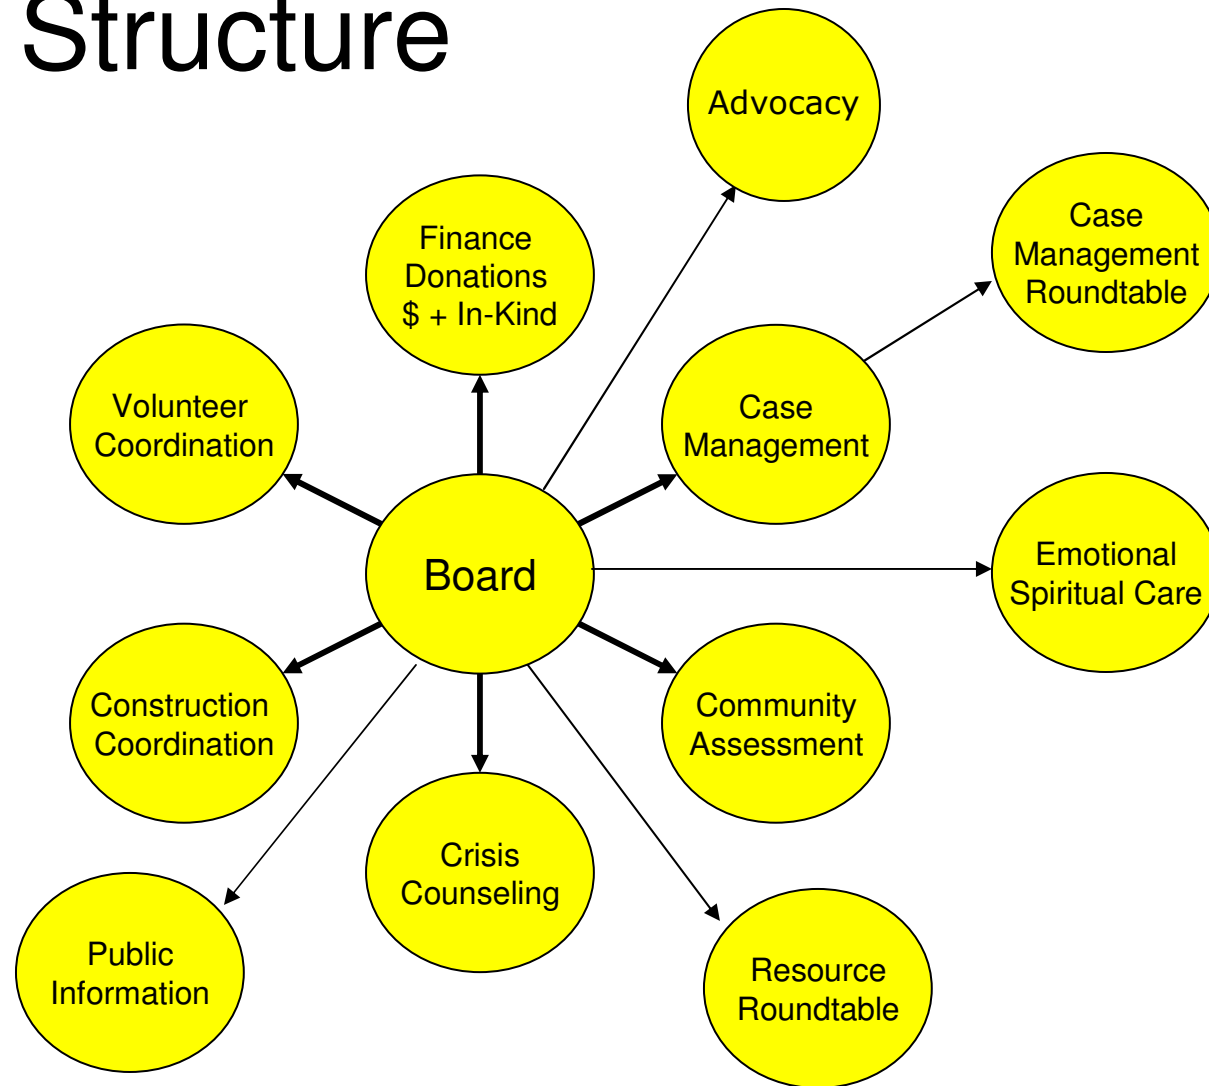 Structure
Advocacy
Case
Management
Roundtable
Finance
Donations
$ + In-Kind
Volunteer
Coordination
Case
Management
Board
Emotional
Spiritual Care
Construction
Coordination
Community
Assessment
Crisis
Counseling
Public
Information
Resource
Roundtable